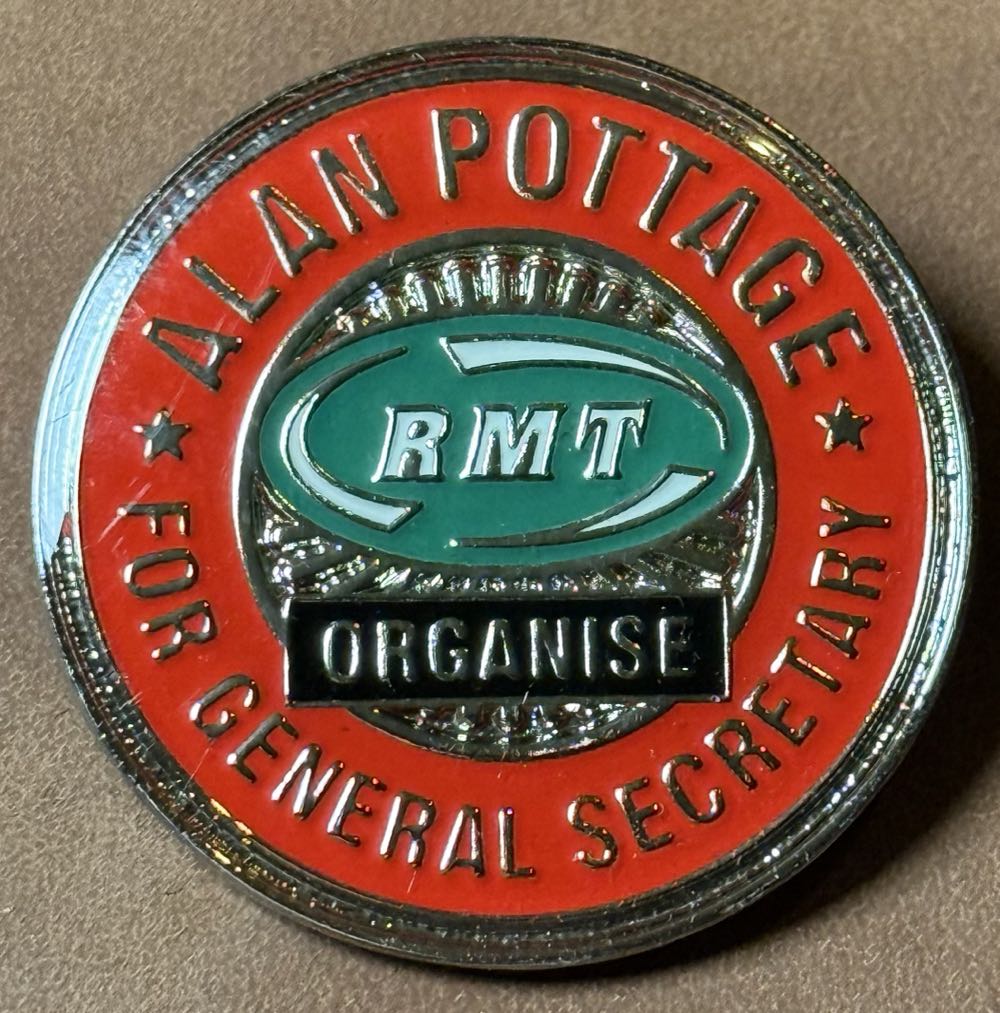 ALAN POTTAGE
RMT
ORGANISE
★ FOR GENERAL SECRETARY ★